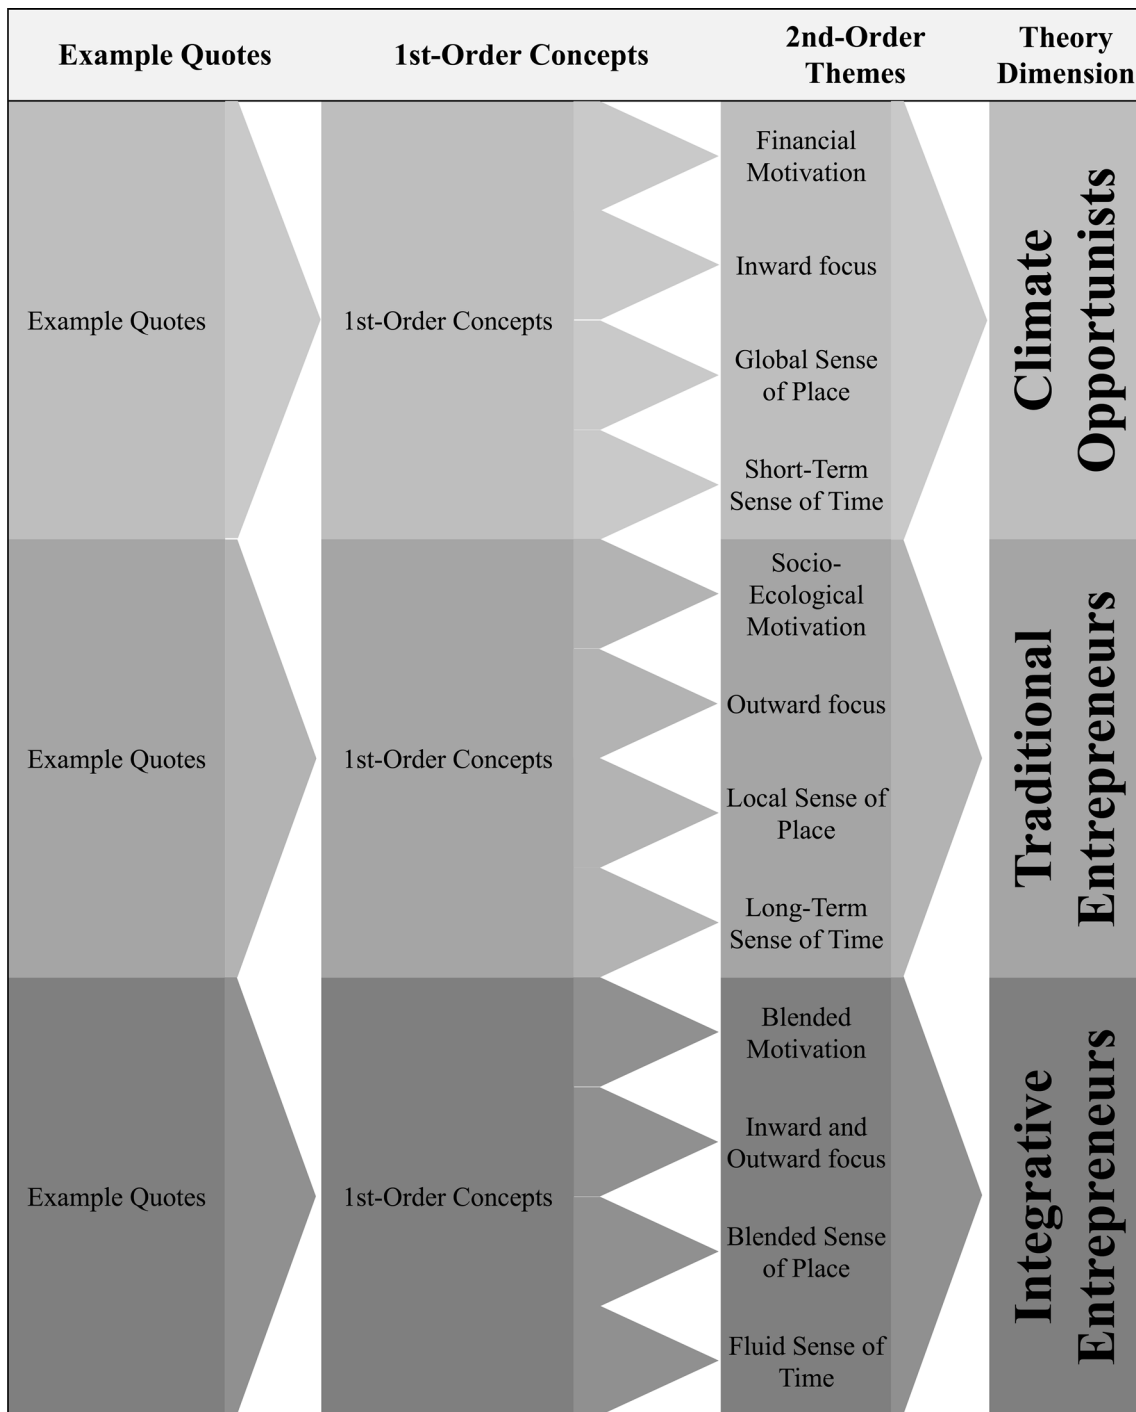 Example Quotes
1st-Order Concepts
2nd-Order
Themes
Theory
Dimension
Example Quotes
1st-Order Concepts
Financial
Motivation
Inward focus
Global Sense
of Place
Short-Term
Sense of Time
Climate
Opportunists
Example Quotes
1st-Order Concepts
Socio-
Ecological
Motivation
Outward focus
Local Sense of
Place
Long-Term
Sense of Time
Traditional
Entrepreneurs
Example Quotes
1st-Order Concepts
Blended
Motivation
Inward and
Outward focus
Blended Sense
of Place
Fluid Sense of
Time
Integrative
Entrepreneurs